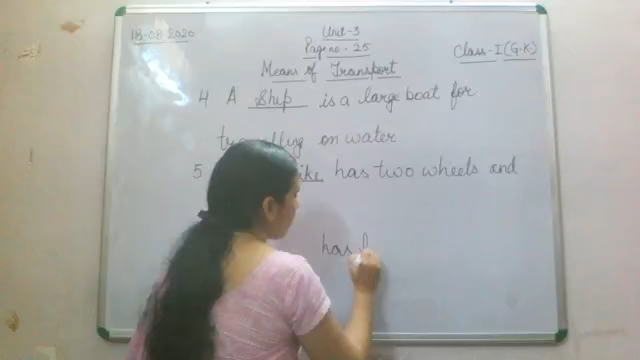 18-08-2020
Unit-3
Page no-25
Class-I (G.K)
Means of Transport
4 A Ship is a large boat for
travelling on water
5 ike has two wheels and
has